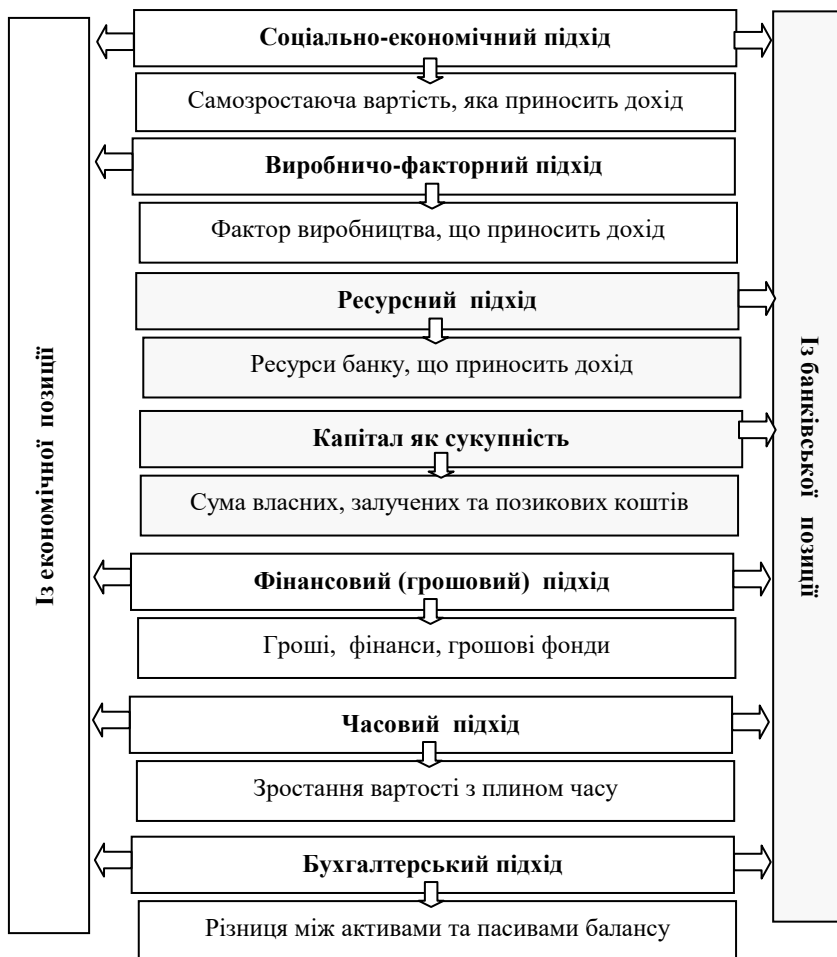 Із економічної позиції
Соціально-економічний підхід
Самозростаюча вартість, яка приносить дохід
Виробничо-факторний підхід
Фактор виробництва, що приносить дохід
Ресурсний підхід
Ресурси банку, що приносить дохід
Капітал як сукупність
Сума власних, залучених та позикових коштів
Фінансовий (грошовий) підхід
Гроші, фінанси, грошові фонди
Часовий підхід
Зростання вартості з плином часу
Бухгалтерський підхід
Різниця між активами та пасивами балансу
Із банківської позиції